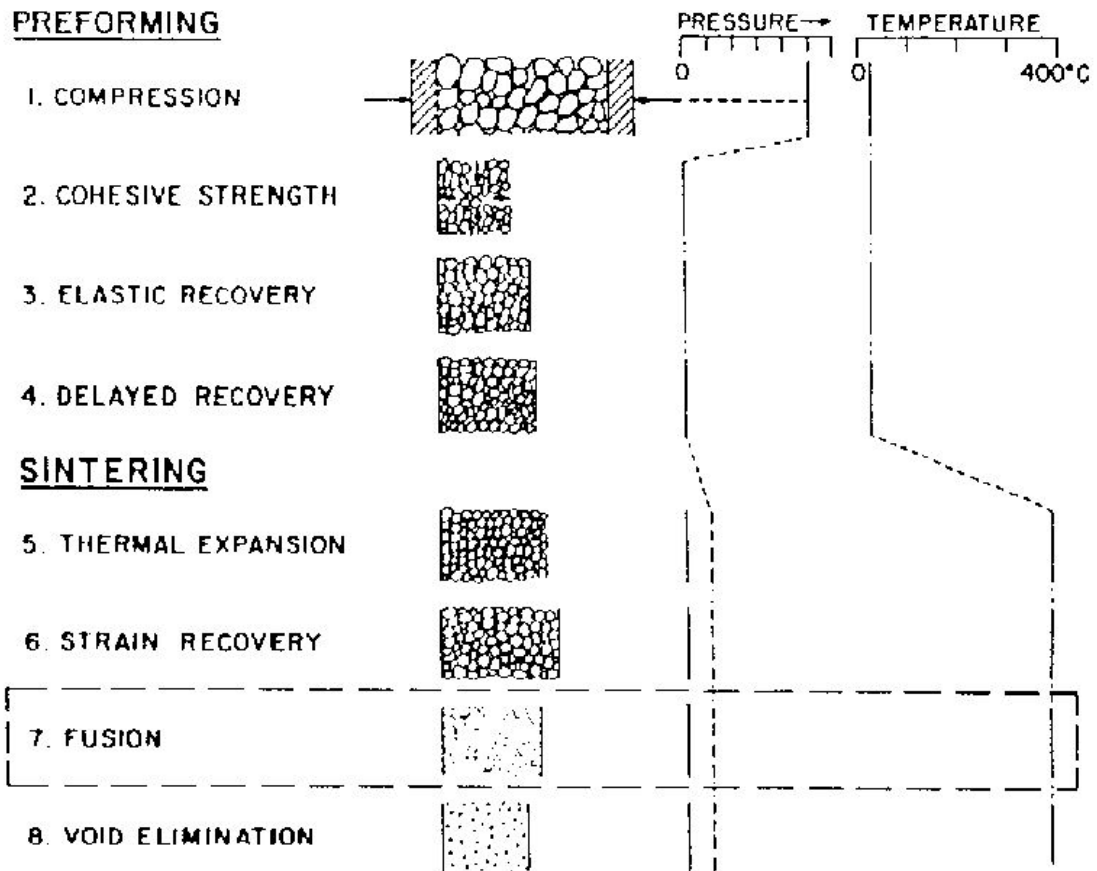 PREFORMING
PRESSURE→ TEMPERATURE
0 0 400°C
1. COMPRESSION
2. COHESIVE STRENGTH
3. ELASTIC RECOVERY
4. DELAYED RECOVERY
SINTERING
5. THERMAL EXPANSION
6. STRAIN RECOVERY
7. FUSION
8. VOID ELIMINATION